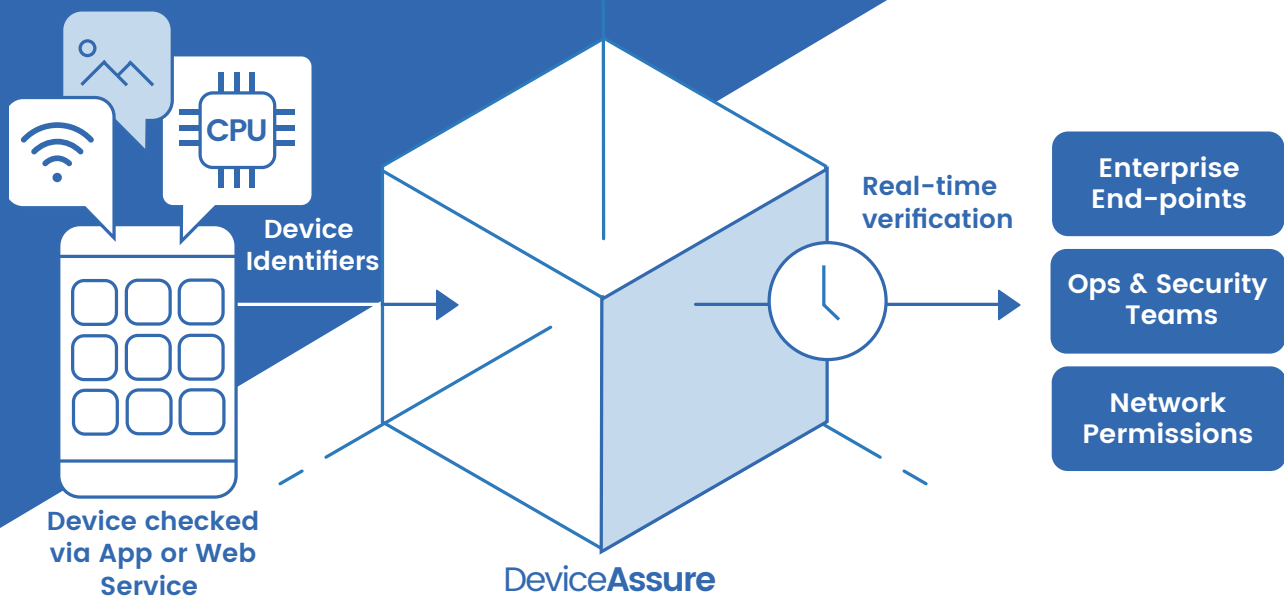 CPU
Device
Identifiers
Device checked
via App or Web
Service
DeviceAssure
Real-time
verification
Enterprise
End-points
Ops & Security
Teams
Network
Permissions